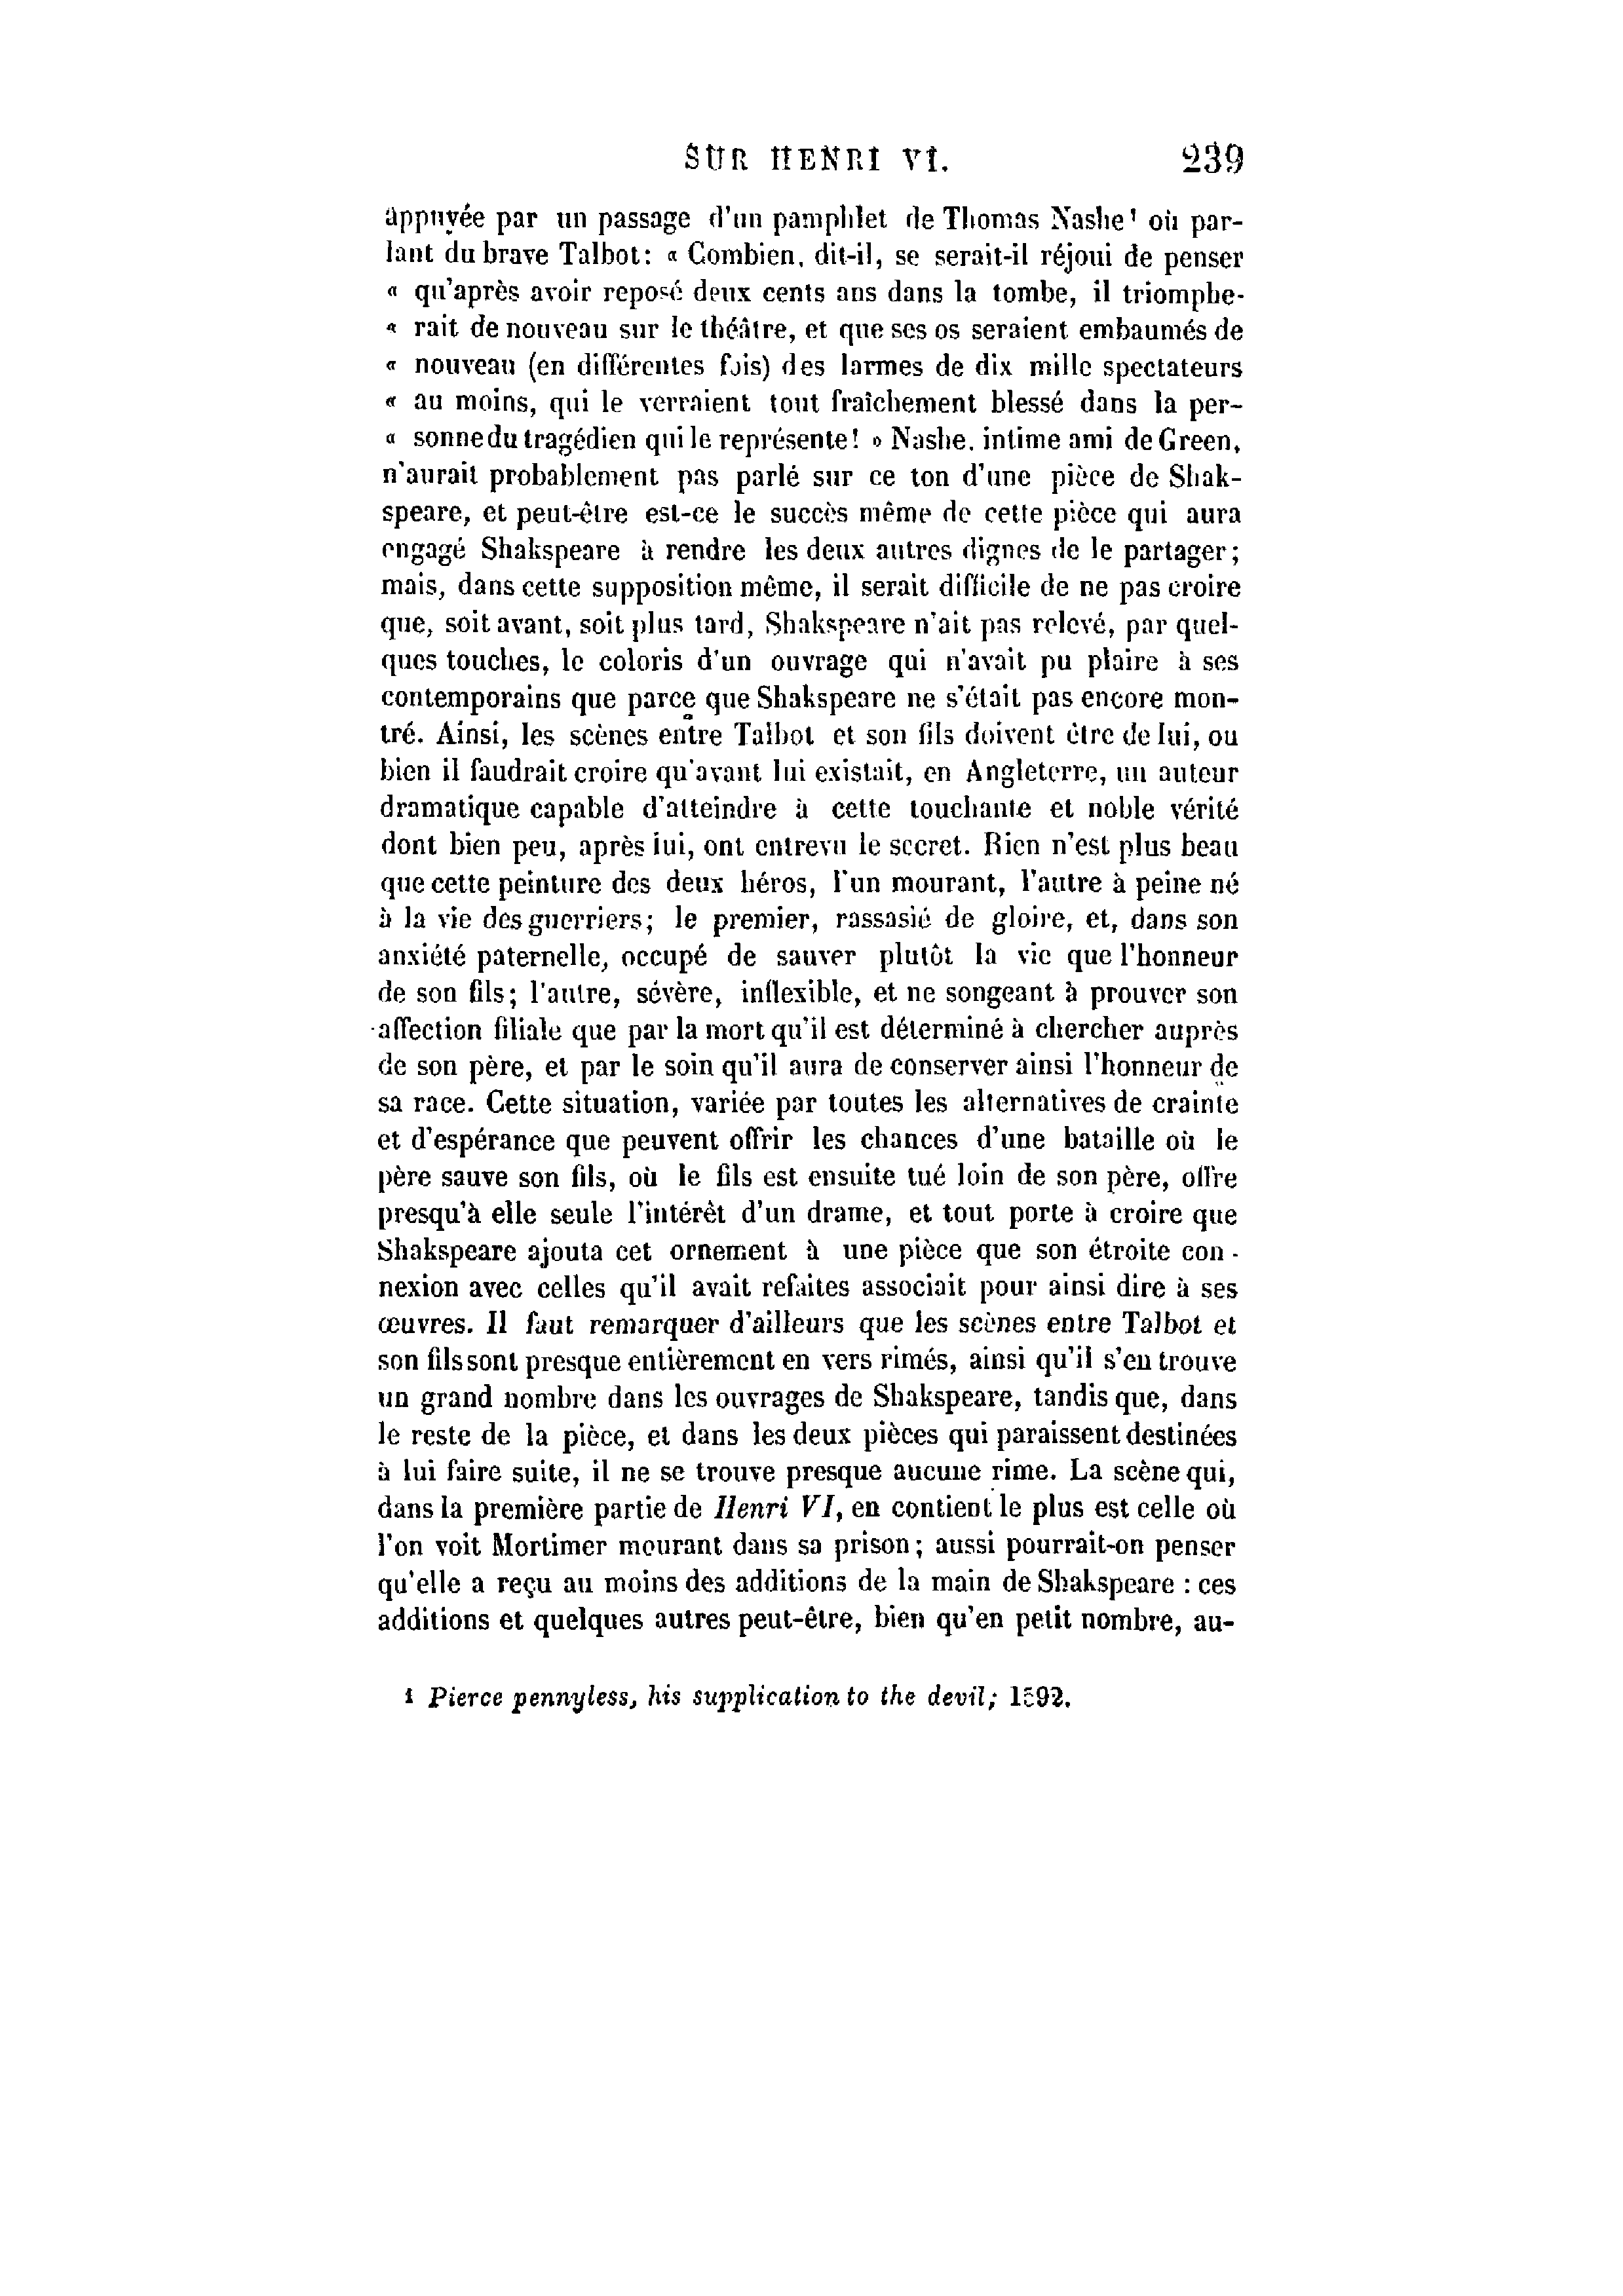 SUR HENRI VI. 239
appuyée par un passage d'un pamphlet de Thomas Nashe¹ où par-
lant du brave Talbot: « Combien, dit-il, se serait-il réjoui de penser
« qu'après avoir reposé deux cents ans dans la tombe, il triomphe-
« rait de nouveau sur le théâtre, et que ses os seraient embaumés de
« nouveau (en différentes fois) des larmes de dix mille spectateurs
« au moins, qui le verraient tout fraîchement blessé dans la per-
« sonne du tragédien qui le représente! » Nashe, intime ami de Green,
n'aurait probablement pas parlé sur ce ton d'une pièce de Shak-
speare, et peut-être est-ce le succès même de cette pièce qui aura
engagé Shakspeare à rendre les deux autres dignes de le partager;
mais, dans cette supposition même, il serait difficile de ne pas croire
que, soit avant, soit plus tard, Shakspeare n'ait pas relevé, par quel-
ques touches, le coloris d'un ouvrage qui n'avait pu plaire à ses
contemporains que parce que Shakspeare ne s'était pas encore mon-
tré. Ainsi, les scènes entre Talbot et son fils doivent être de lui, ou
bien il faudrait croire qu'avant lui existait, en Angleterre, un auteur
dramatique capable d'atteindre à cette touchante et noble vérité
dont bien peu, après lui, ont entrevu le secret. Rien n'est plus beau
que cette peinture des deux héros, l'un mourant, l'autre à peine né
à la vie des guerriers; le premier, rassasié de gloire, et, dans son
anxiété paternelle, occupé de sauver plutôt la vie que l'honneur
de son fils; l'autre, sévère, inflexible, et ne songeant à prouver son
affection filiale que par la mort qu'il est déterminé à chercher auprès
de son père, et par le soin qu'il aura de conserver ainsi l'honneur de
sa race. Cette situation, variée par toutes les alternatives de crainte
et d'espérance que peuvent offrir les chances d'une bataille où le
père sauve son fils, où le fils est ensuite tué loin de son père, offre
presqu'à elle seule l'intérêt d'un drame, et tout porte à croire que
Shakspeare ajouta cet ornement à une pièce que son étroite con-
nexion avec celles qu'il avait refaites associait pour ainsi dire à ses
œuvres. Il faut remarquer d'ailleurs que les scènes entre Talbot et
son fils sont presque entièrement en vers rimés, ainsi qu'il s'en trouve
un grand nombre dans les ouvrages de Shakspeare, tandis que, dans
le reste de la pièce, et dans les deux pièces qui paraissent destinées
à lui faire suite, il ne se trouve presque aucune rime. La scène qui,
dans la première partie de Henri VI, en contient le plus est celle où
l'on voit Mortimer mourant dans sa prison; aussi pourrait-on penser
qu'elle a reçu au moins des additions de la main de Shakspeare : ces
additions et quelques autres peut-être, bien qu'en petit nombre, au-
1 Pierce pennyless, his supplication to the devil; 1592.